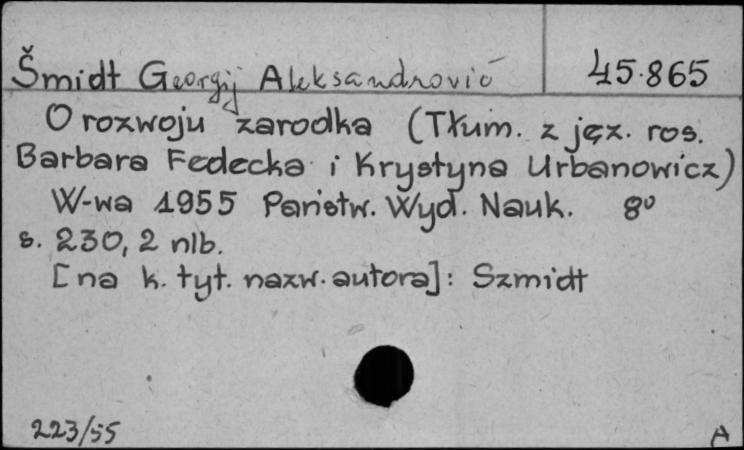 Šmidt Georgij Aleksandrovič 45.865
O rozwoju zarodka (Tłum. z jęz. ros.
Barbara Fedecka i Krystyna Urbanowicz)
W-wa 1955 Państw. Wyd. Nauk. 8°
s. 230, 2 nlb.
[na k. tyt. nazw. autora]: Szmidt
223/55 A